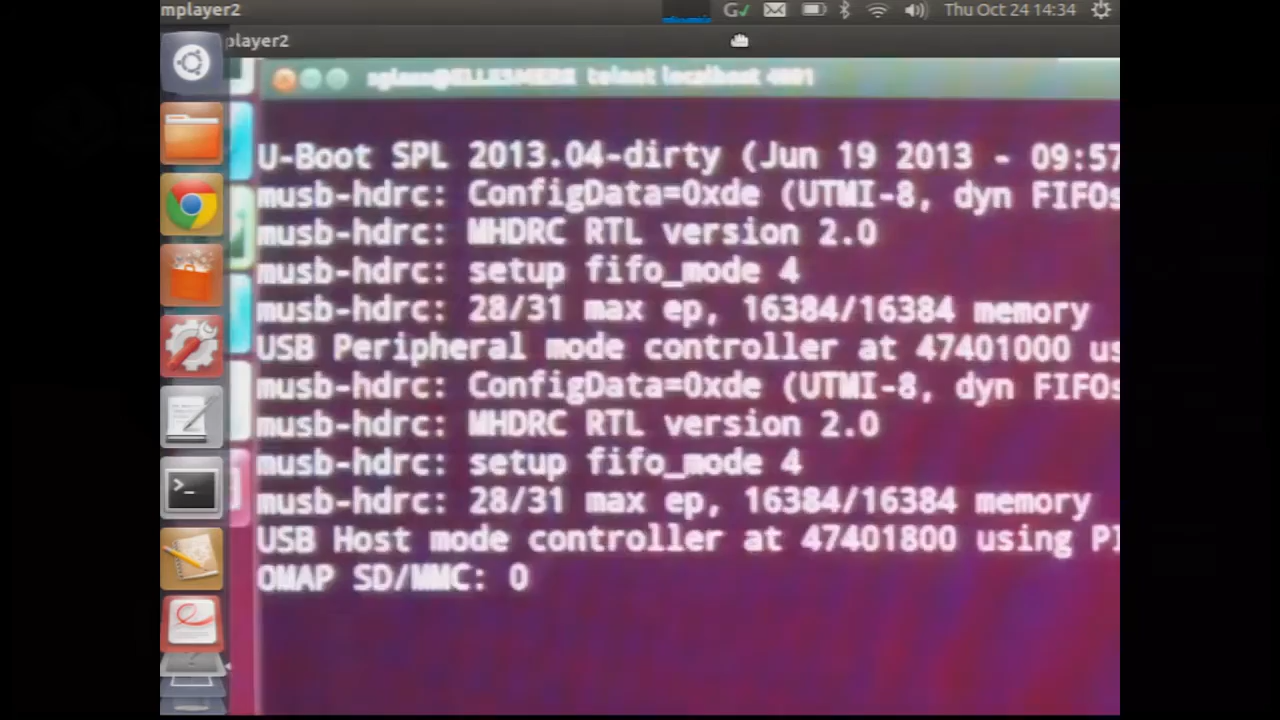 mplayer2
Thu Oct 24 14:34
player2
telnet localhost 4001
U-Boot SPL 2013.04-dirty (Jun 19 2013 - 09:57
musb-hdrc: ConfigData=0xde (UTMI-8, dyn FIFOs
musb-hdrc: MHDRC RTL version 2.0
musb-hdrc: setup fifo_mode 4
musb-hdrc: 28/31 max ep, 16384/16384 memory
USB Peripheral mode controller at 47401000 us
musb-hdrc: ConfigData=0xde (UTMI-8, dyn FIFOs
musb-hdrc: MHDRC RTL version 2.0
musb-hdrc: setup fifo_mode 4
musb-hdrc: 28/31 max ep, 16384/16384 memory
USB Host mode controller at 47401800 using PI
OMAP SD/MMC: 0